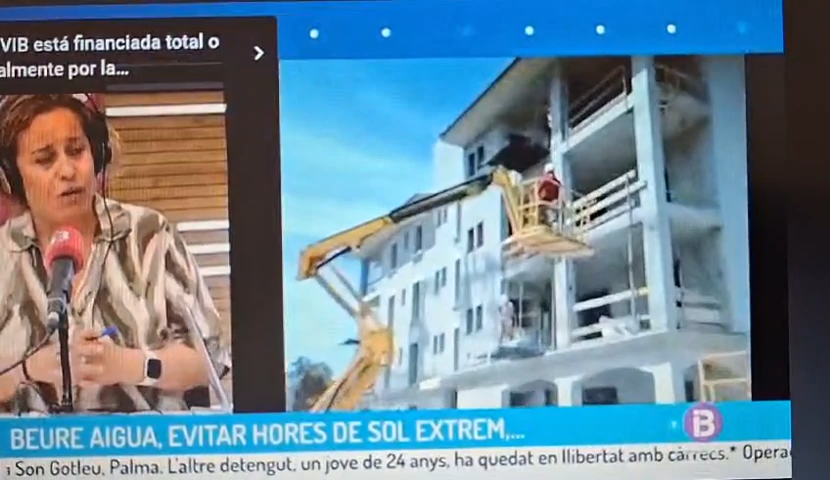 VIB está financiada total o
almente por la...
BEURE AIGUA, EVITAR HORES DE SOL EXTREM,...
Son Gotleu, Palma. L'altre detengut, un jove de 24 anys, ha quedat en llibertat amb càrrecs.* Opera